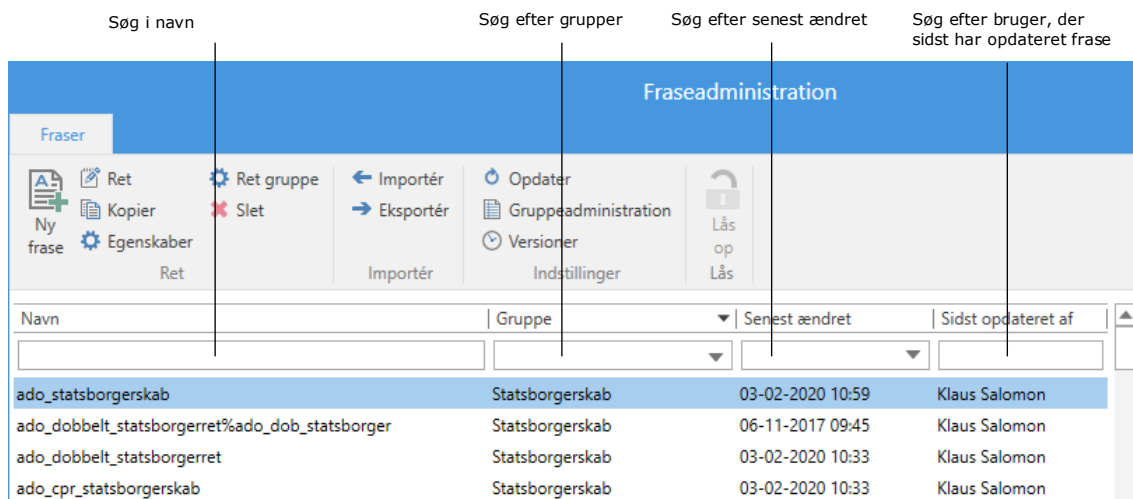 Søg i navn
Søg efter grupper
Søg efter senest ændret
Søg efter bruger, der
sidst har opdateret frase
Fraseadministration
Fraser
Ny
frase
Ret
Kopier
Egenskaber
Ret gruppe
Slet
Ret
Importér
Eksportér
Importér
Opdater
Gruppeadministration
Versioner
Indstillinger
Lås
op
Lås
Navn Gruppe Senest ændret Sidst opdateret af
ado_statsborgerskab Statsborgerskab 03-02-2020 10:59 Klaus Salomon
ado_dobbelt_statsborgerret%ado_dob_statsborger Statsborgerskab 06-11-2017 09:45 Klaus Salomon
ado_dobbelt_statsborgerret Statsborgerskab 03-02-2020 10:33 Klaus Salomon
ado_cpr_statsborgerskab Statsborgerskab 03-02-2020 10:33 Klaus Salomon